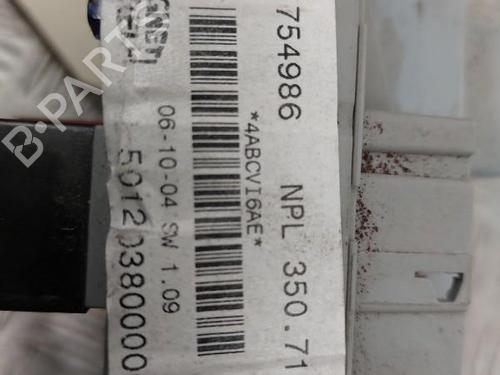 754986 NPL 350.71
*4ABCVI6AE*
06-10-04 SW 1.09
50120380000
B-PARTS